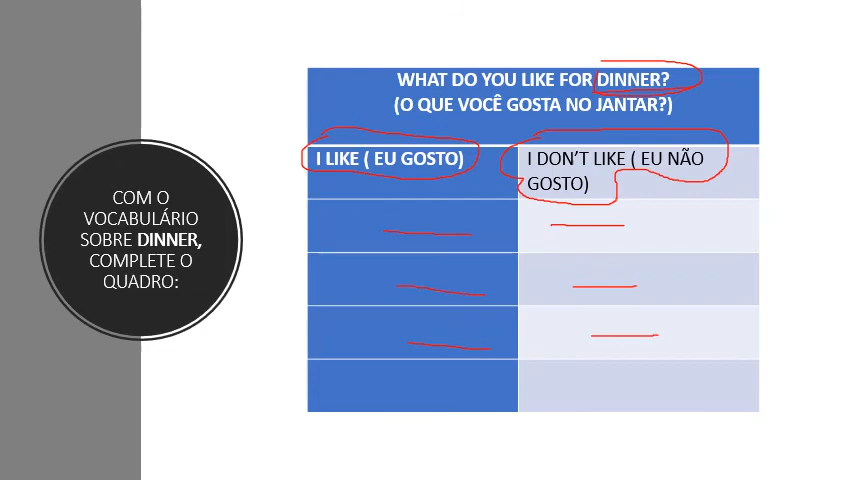 COM O
VOCABULÁRIO
SOBRE DINNER,
COMPLETE O
QUADRO:
WHAT DO YOU LIKE FOR DINNER?
(O QUE VOCÊ GOSTA NO JANTAR?)
I LIKE ( EU GOSTO)
I DON’T LIKE ( EU NÃO
GOSTO)